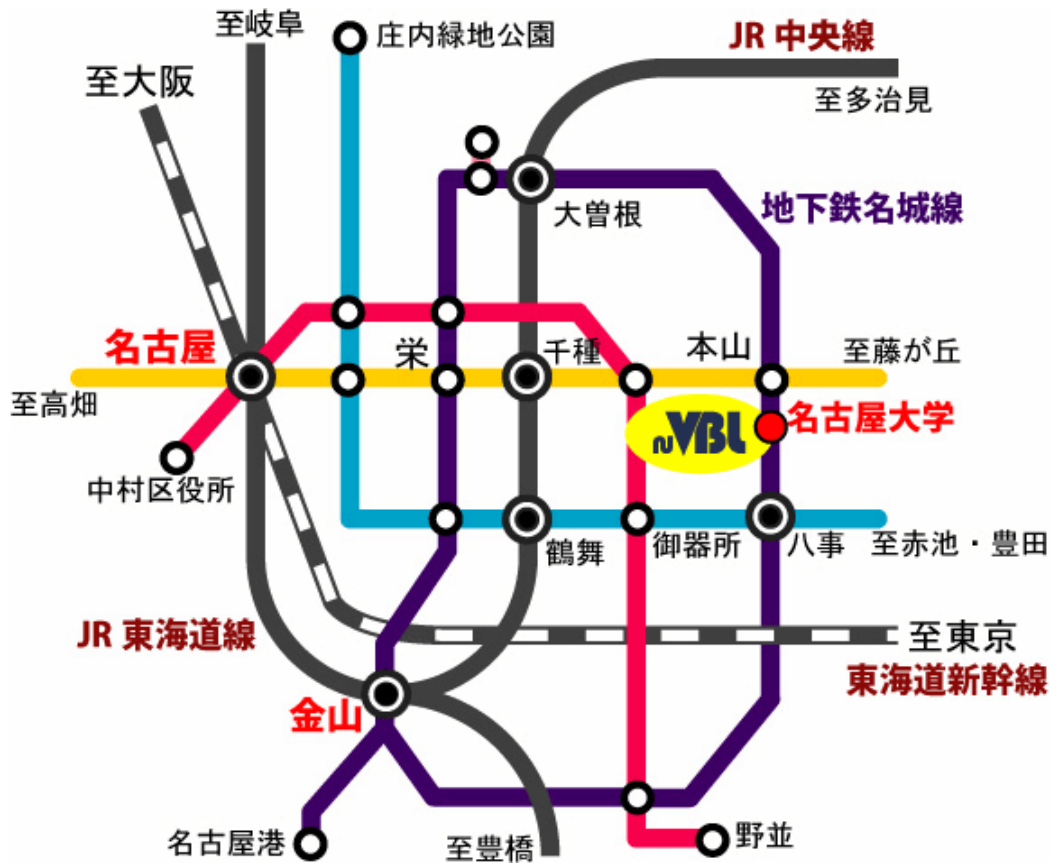 至岐阜
庄内緑地公園
JR 中央線
至大阪
至多治見
大曽根
地下鉄名城線
名古屋
栄
千種
本山
至藤が丘
至高畑
名古屋大学
nVBL
中村区役所
鶴舞
御器所
八事
至赤池・豊田
JR 東海道線
至東京
東海道新幹線
金山
名古屋港
至豊橋
野並